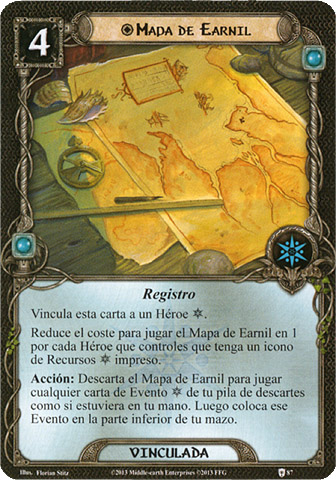 4
Mapa de Earnil
Registro
Vincula esta carta a un Héroe.
Reduce el coste para jugar el Mapa de Earnil en 1
por cada Héroe que controles que tenga un icono
de Recursos impreso.
Acción: Descarta el Mapa de Earnil para jugar
cualquier carta de Evento de tu pila de descartes
como si estuviera en tu mano. Luego coloca ese
Evento en la parte inferior de tu mazo.
VINCULADA
Illus. Florian Stitz
©2013 Middle-earth Enterprises ©2013 FFG
87